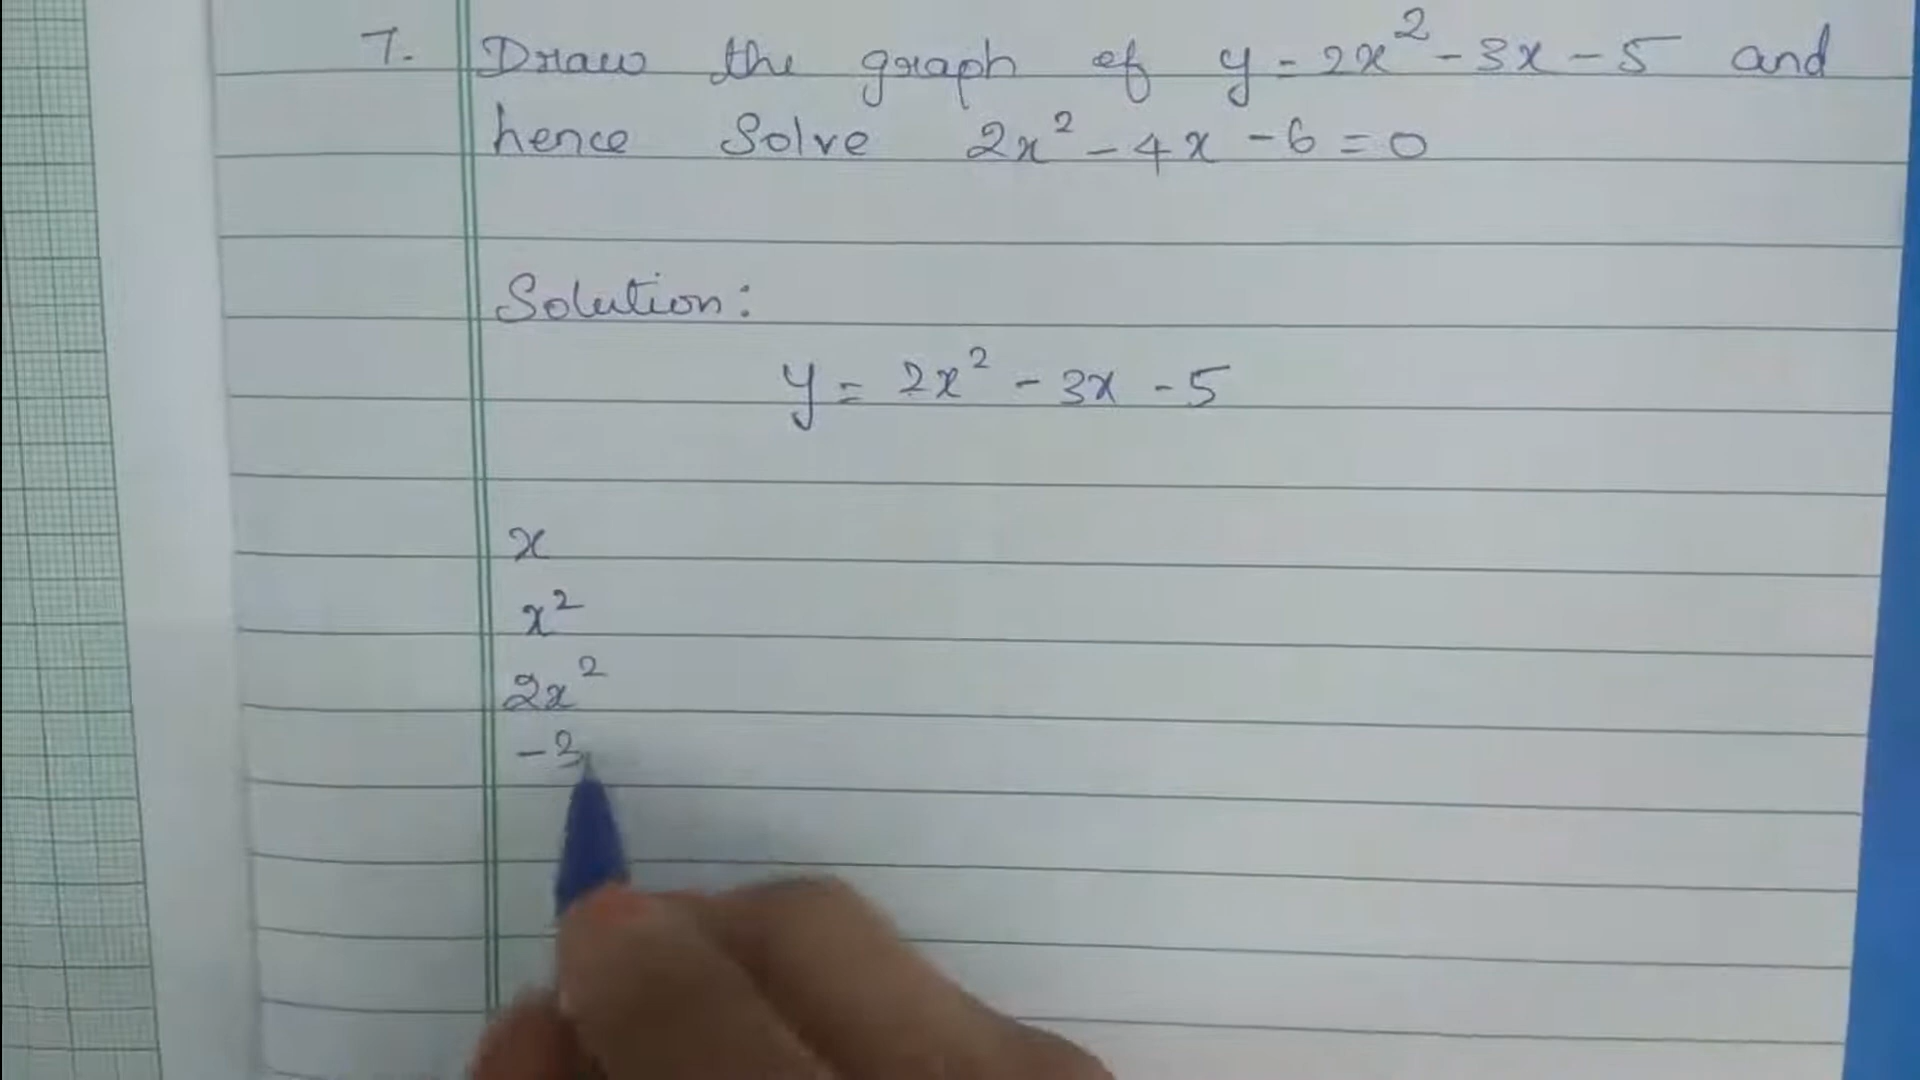 7. Draw the graph of y = 2x² - 3x - 5 and
hence Solve 2x² - 4x - 6 = 0
Solution:
y = 2x² - 3x - 5
x
x²
2x²
-3